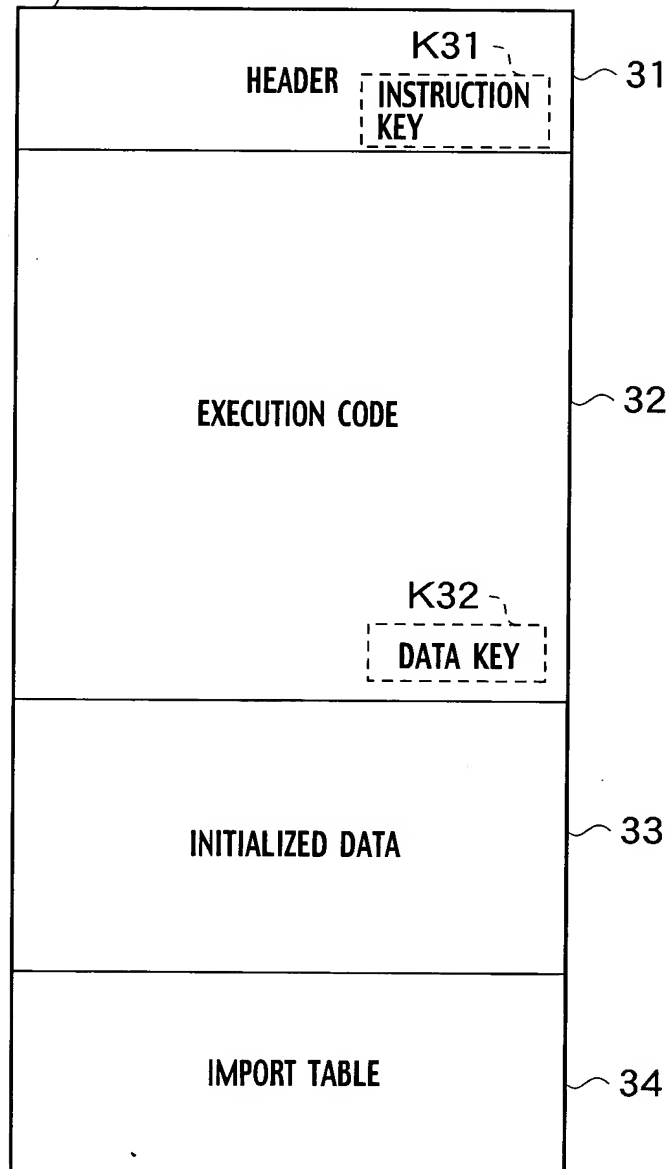 K31
HEADER
31
INSTRUCTION
KEY
EXECUTION CODE
32
K32
DATA KEY
INITIALIZED DATA
33
IMPORT TABLE
34